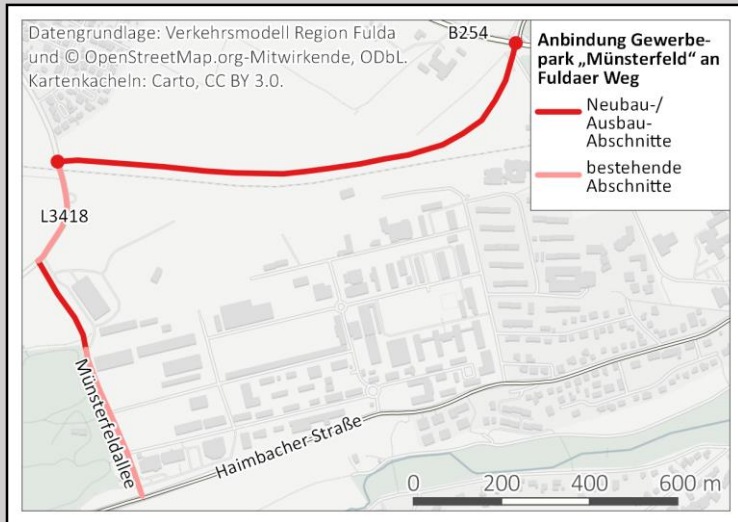 Datengrundlage: Verkehrsmodell Region Fulda
und © OpenStreetMap.org-Mitwirkende, ODbL.
Kartenkacheln: Carto, CC BY 3.0.
B254
Anbindung Gewerbe-
park „Münsterfeld“ an
Fuldaer Weg
Neubau-/
Ausbau-
Abschnitte
bestehende
Abschnitte
L3418
Münsterfeldallee
Haimbacher-Straße
0 200 400 600 m